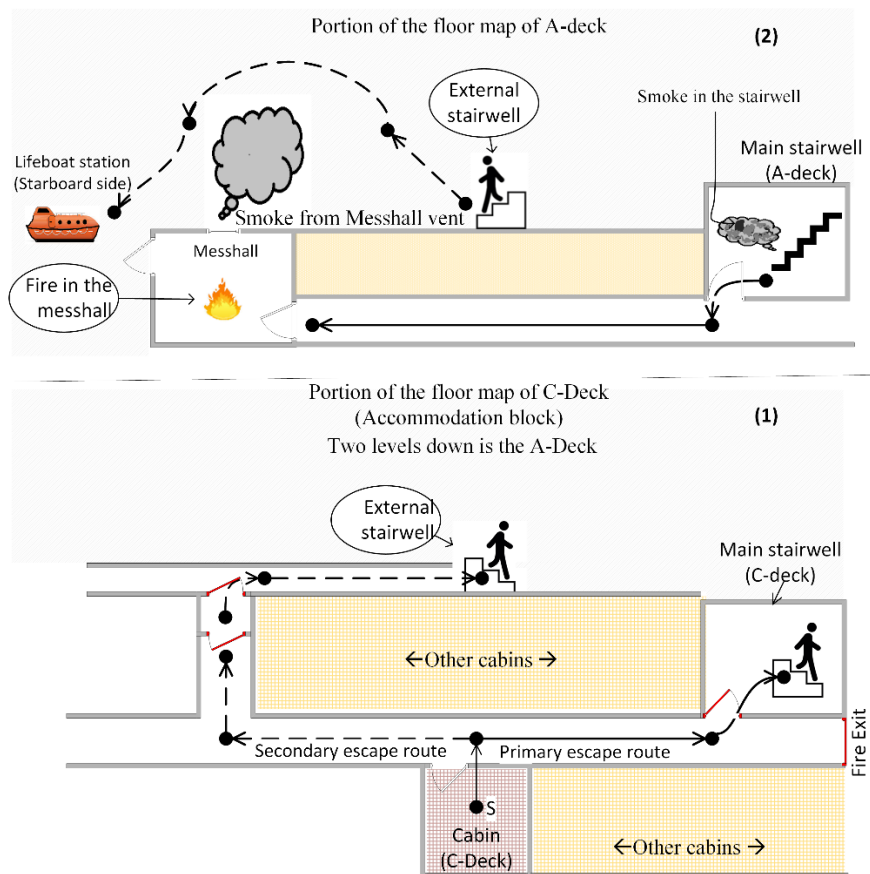 Portion of the floor map of A-deck
(2)
External
stairwell
Smoke in the stairwell
Main stairwell
(A-deck)
Lifeboat station
(Starboard side)
Smoke from Messhall vent
Messhall
Fire in the
messhall
Portion of the floor map of C-Deck
(Accommodation block)
(1)
Two levels down is the A-Deck
External
stairwell
Main stairwell
(C-deck)
←Other cabins →
Secondary escape route
Primary escape route
Fire Exit
S
Cabin
(C-Deck)
←Other cabins →